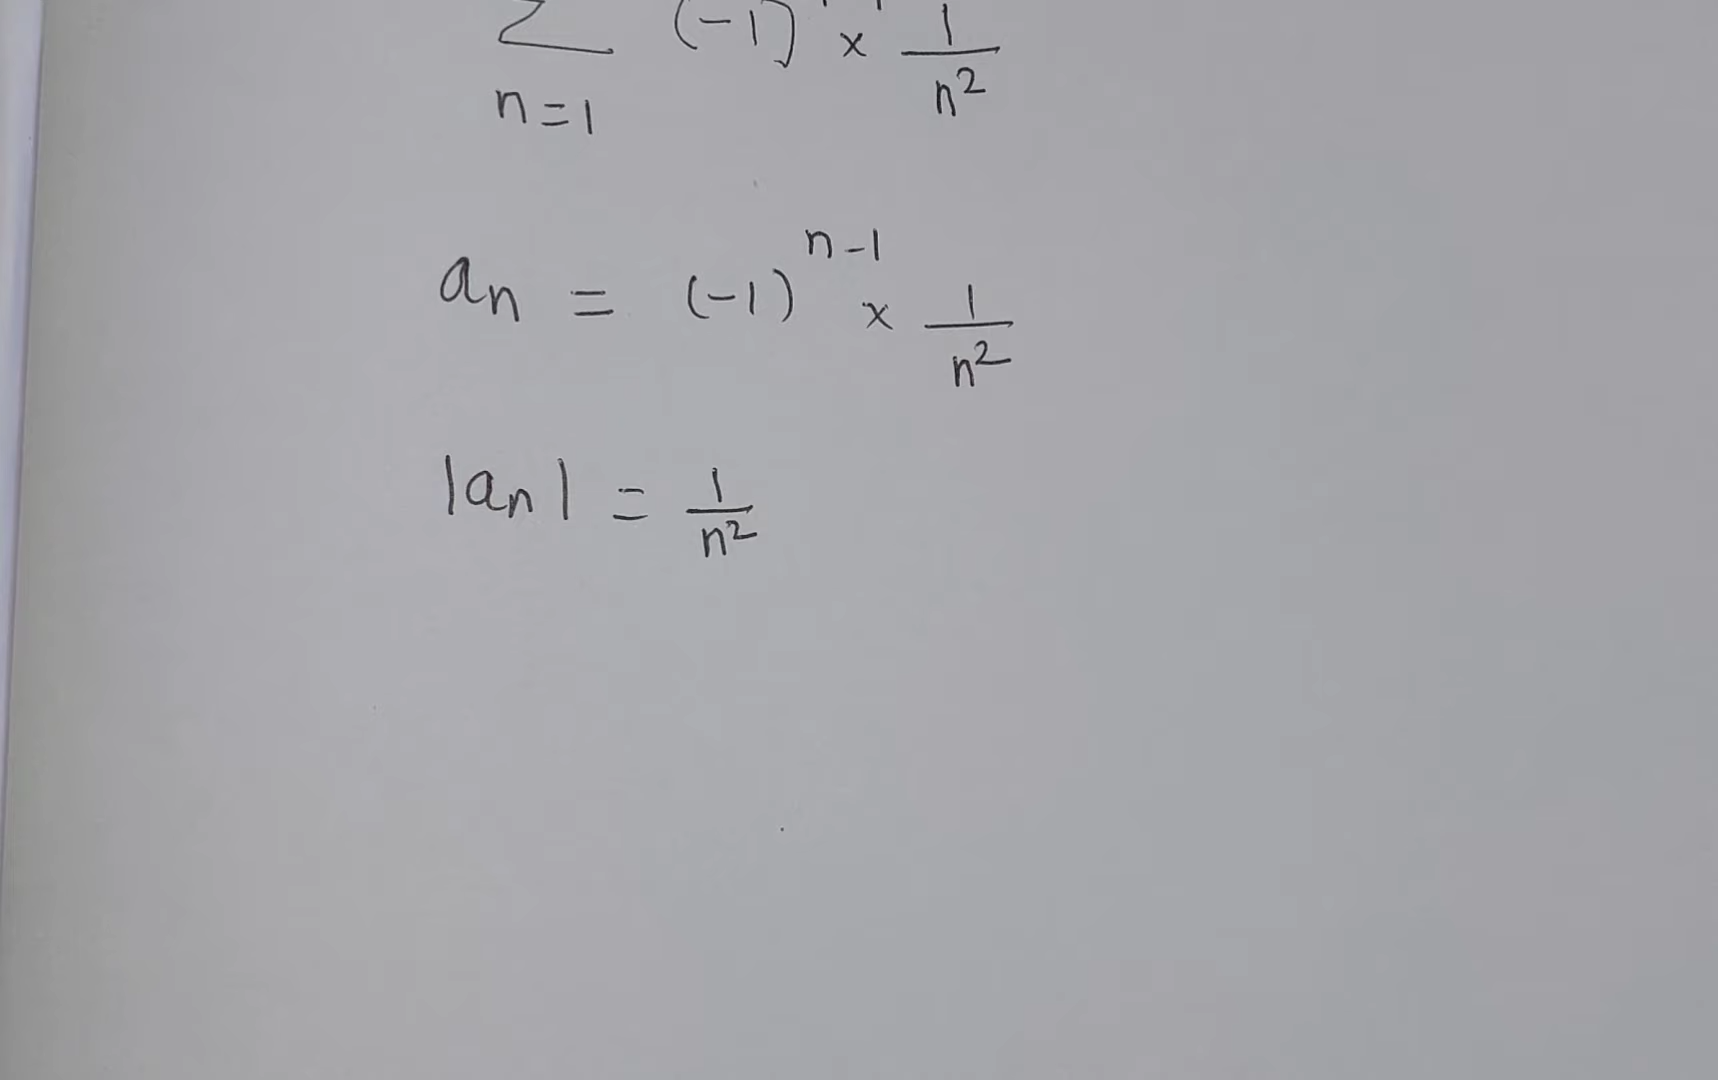 ∑ (-1) × 1/n²
n=1
aₙ = (-1)ⁿ⁻¹ × 1/n²
|aₙ| = 1/n²